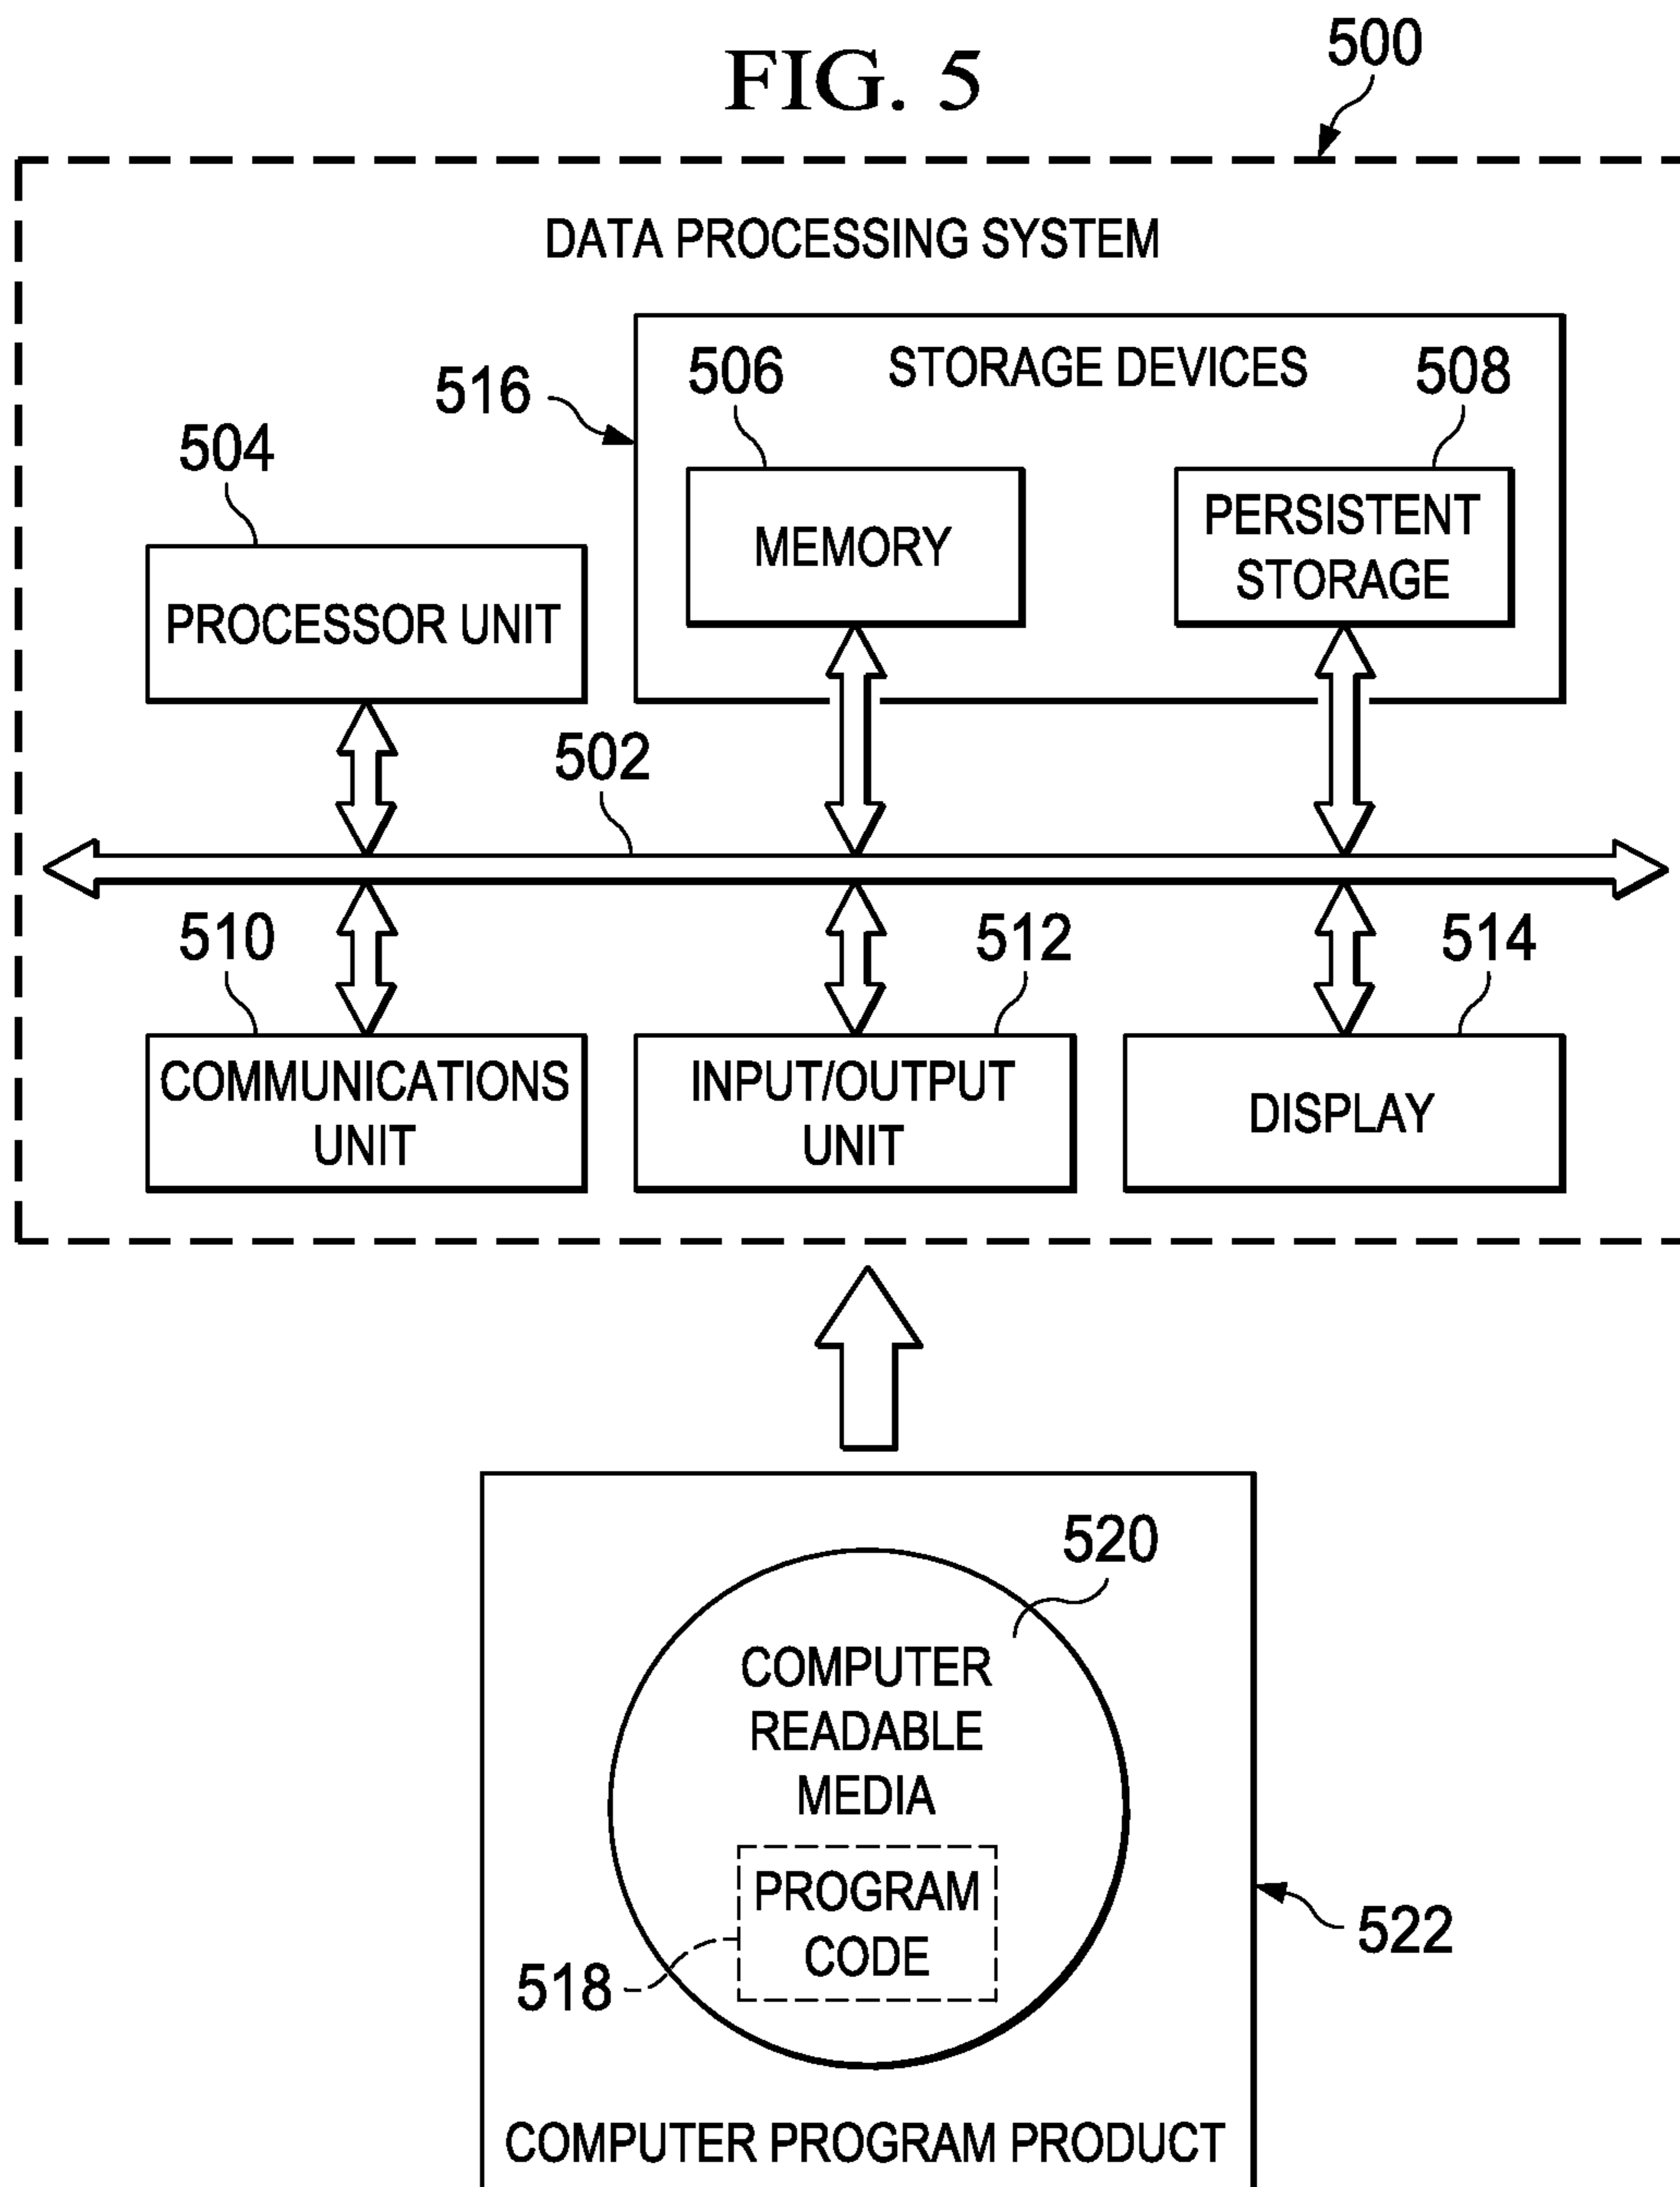 FIG. 5
500
DATA PROCESSING SYSTEM
516
506
STORAGE DEVICES
508
504
MEMORY
PERSISTENT
STORAGE
PROCESSOR UNIT
502
510
512
514
COMMUNICATIONS
UNIT
INPUT/OUTPUT
UNIT
DISPLAY
520
COMPUTER
READABLE
MEDIA
PROGRAM
CODE
518
522
COMPUTER PROGRAM PRODUCT